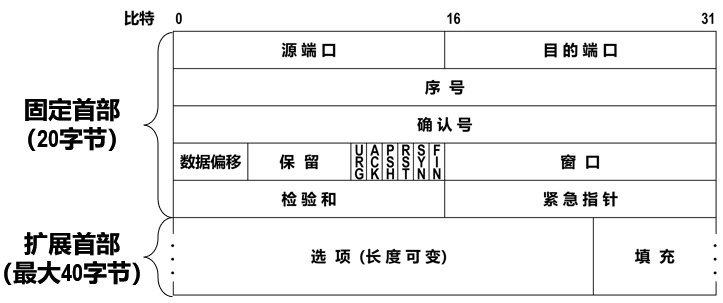 比特 0 16 31
源端口 目的端口
序号
固定首部
(20字节)
确认号
数据偏移 保留 URG ACK PSH RST SYN FIN 窗口
检验和 紧急指针
扩展首部
(最大40字节)
选项 (长度可变) 填充